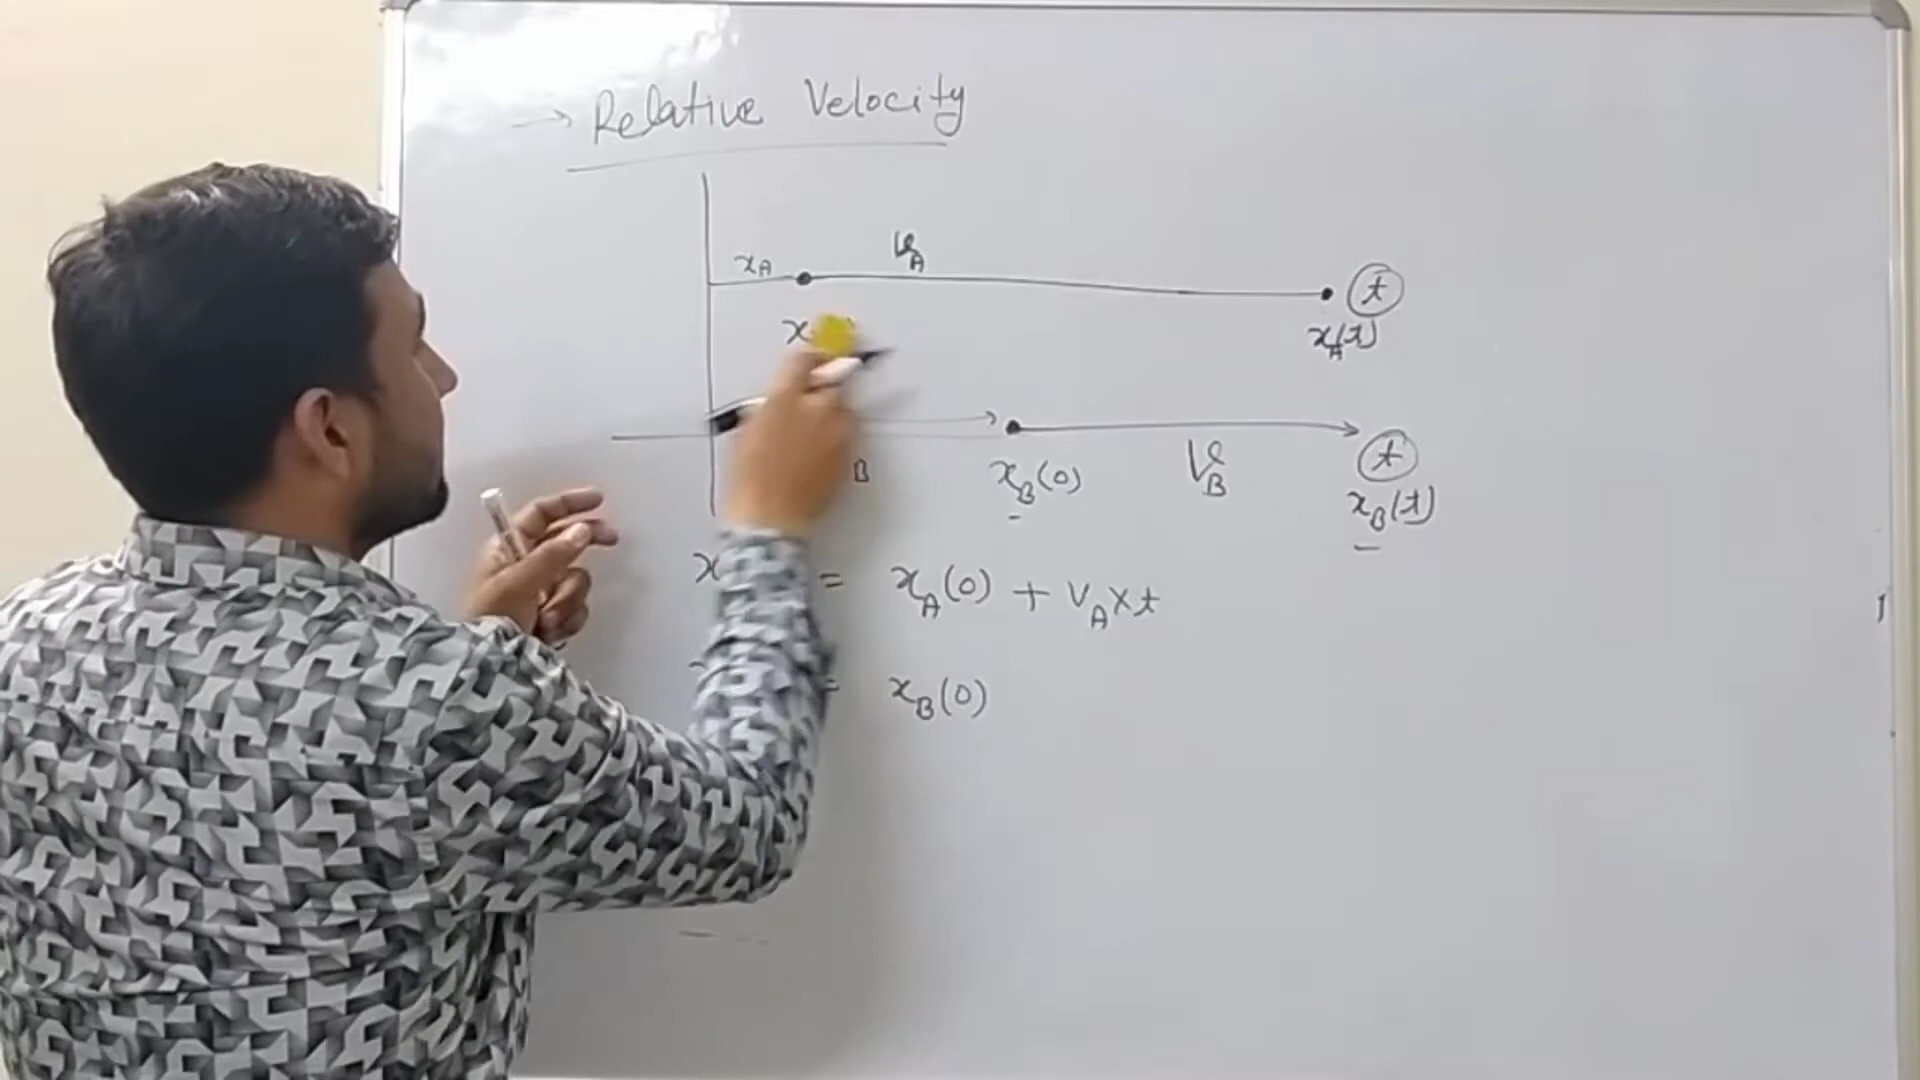 → Relative Velocity
x_A V_A
t
x_A(t)
x_B(0) V_B t
x_B(t)
= x_A(0) + V_A × t
= x_B(0)